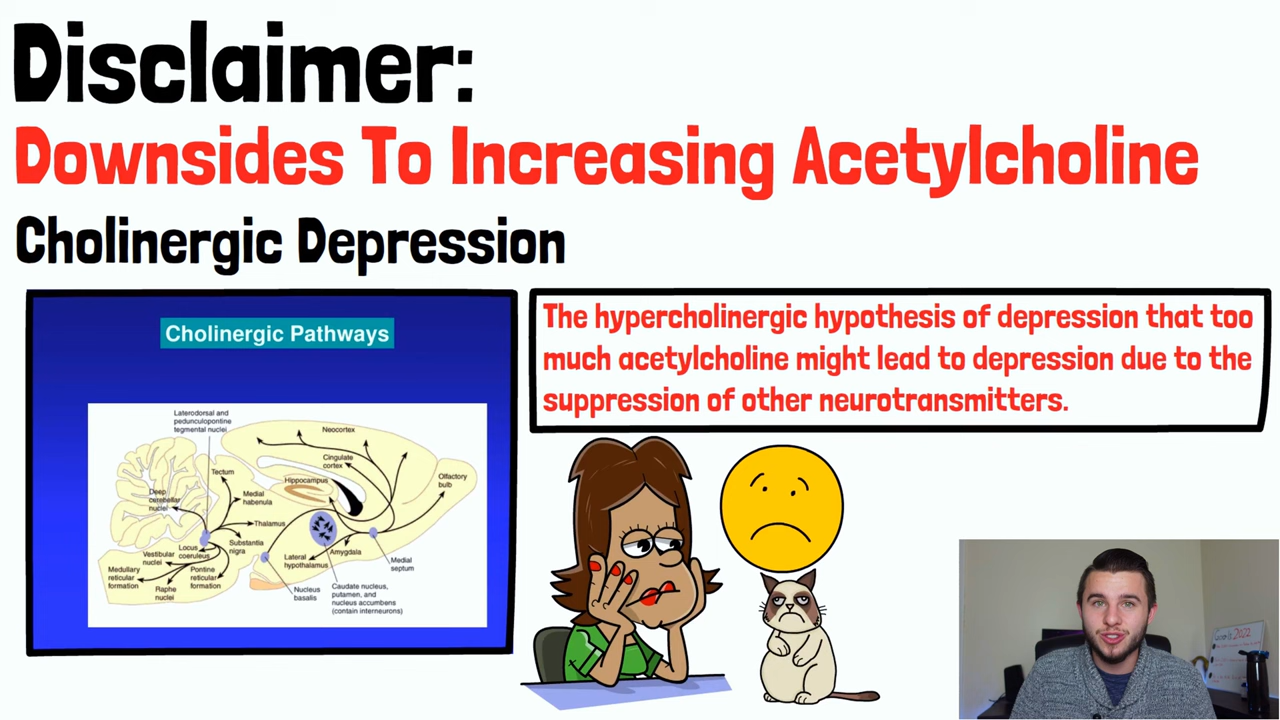 Disclaimer:
Downsides To Increasing Acetylcholine
Cholinergic Depression
Cholinergic Pathways
Laterodorsal and
pedunculopontine
tegmental nuclei
Neocortex
Cingulate
cortex
Tectum
Hippocampus
Olfactory
bulb
Deep
cerebellar
nuclei
Medial
habenula
Thalamus
Substantia
nigra
Locus
coeruleus
Vestibular
nuclei
Lateral
hypothalamus
Amygdala
Medial
septum
Medullary
reticular
formation
Pontine
reticular
formation
Raphe
nuclei
Nucleus
basalis
Caudate nucleus,
putamen, and
nucleus accumbens
(contain interneurons)
The hypercholinergic hypothesis of depression that too
much acetylcholine might lead to depression due to the
suppression of other neurotransmitters.
2022